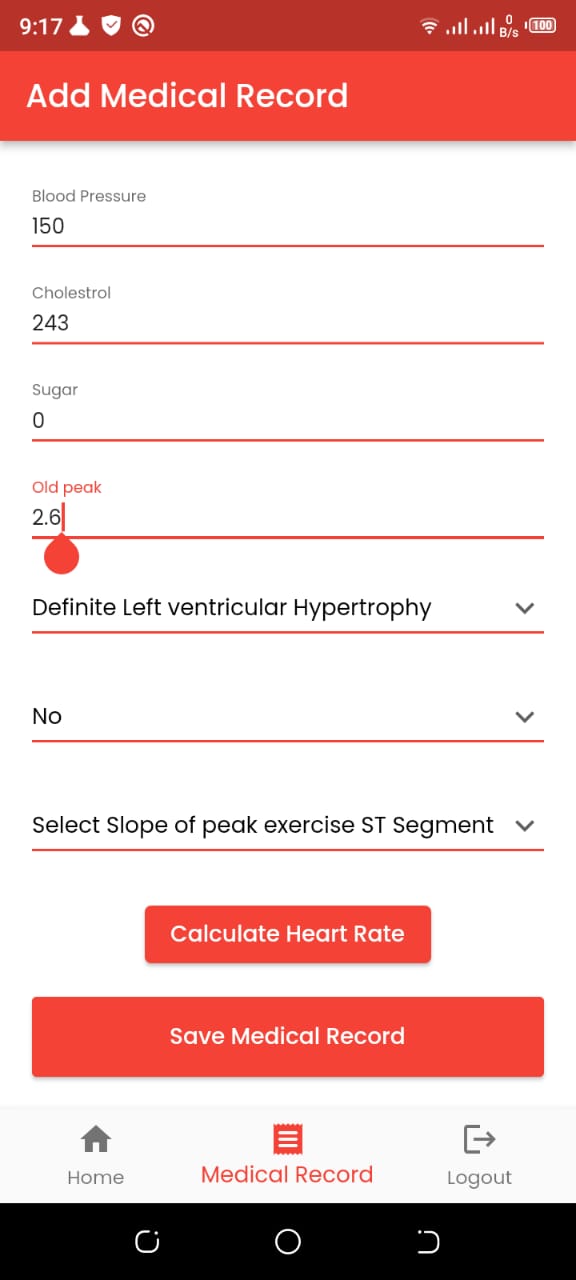 9:17 0 B/s 100
Add Medical Record
Blood Pressure
150
Cholestrol
243
Sugar
0
Old peak
2.6
Definite Left ventricular Hypertrophy
No
Select Slope of peak exercise ST Segment
Calculate Heart Rate
Save Medical Record
Home Medical Record Logout